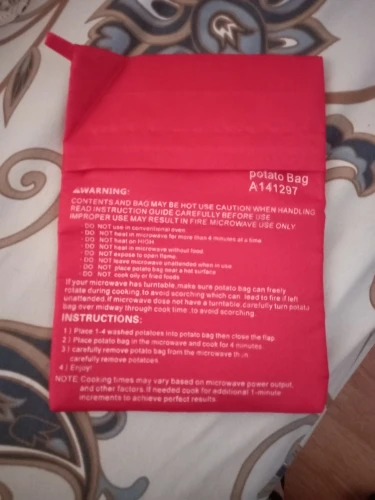 potato Bag
A141297
⚠WARNING:
CONTENTS AND BAG MAY BE HOT USE CAUTION WHEN HANDLING
READ INSTRUCTION GUIDE CAREFULLY BEFORE USE
IMPROPER USE MAY RESULT IN FIRE MICROWAVE USE ONLY
· DO NOT use in conventional oven
· DO NOT heat in microwave for more than 4 minutes at a time
· DO NOT heat on HIGH
· DO NOT heat in microwave without food
· DO NOT expose to open flame.
· DO NOT leave microwave unattended when in use
· DO NOT place potato bag near a hot surface
· DO NOT cook oily or fried foods
If your microwave has turntable, make sure potato bag can freely
rotate during cooking, to avoid scorching which can lead to fire if left
unattended. If microwave dose not have a turntable, carefully turn potato
bag over midway through cook time ,to avoid scorching.
INSTRUCTIONS:
1 ) Place 1-4 washed potatoes into potato bag then close the flap.
2 ) Place potato bag in the microwave and cook for 4 minutes
3 ) carefully remove potato bag from the microwave then
carefully remove potatoes.
4 ) Enjoy!
NOTE: Cooking times may vary based on microwave power output,
and other factors. If needed cook for additional 1-minute
increments to achieve perfect results.